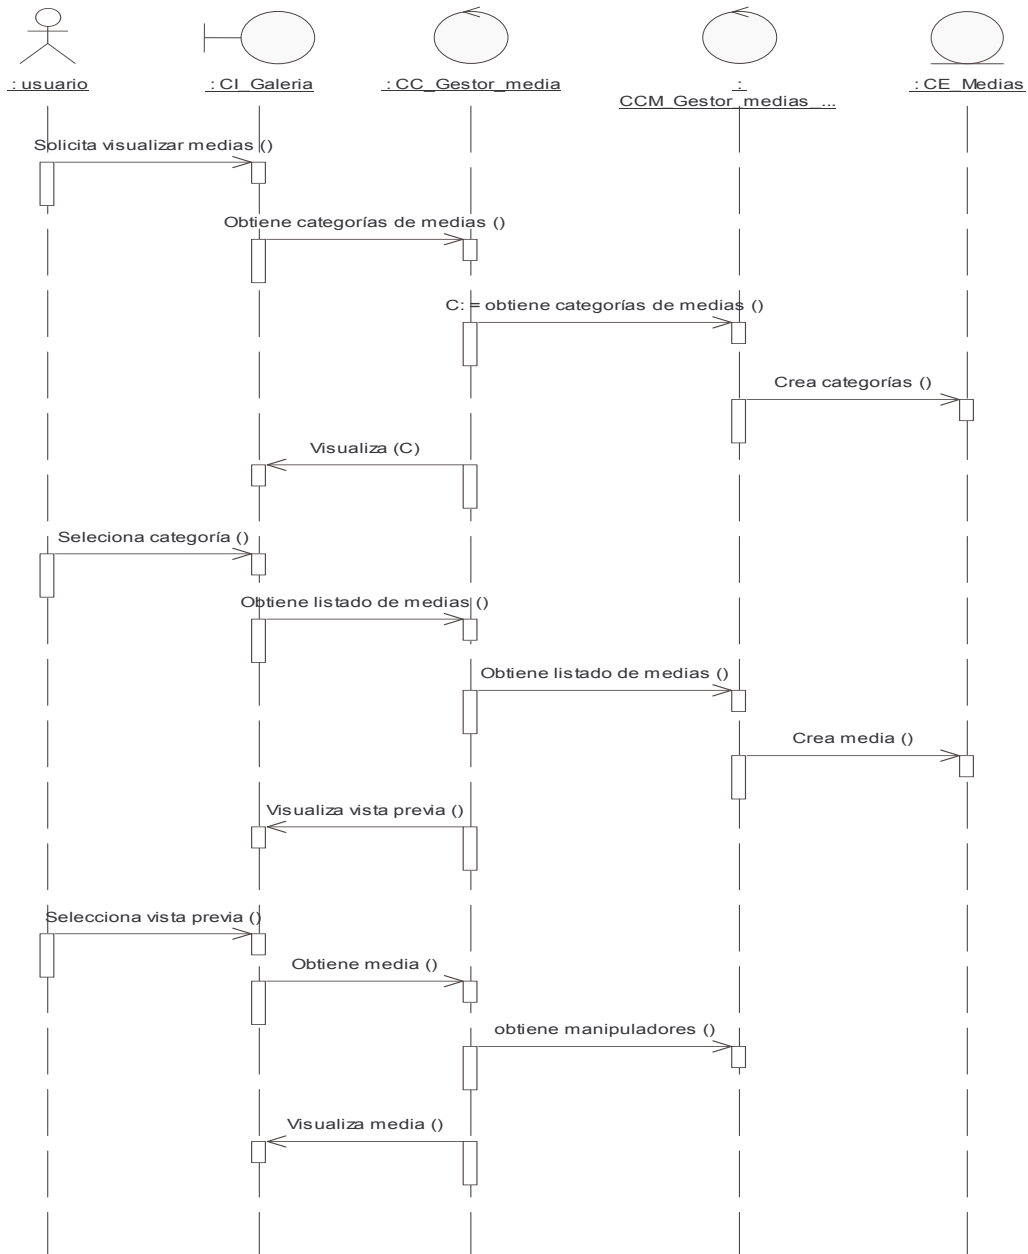 : usuario
: CI_Galeria
: CC_Gestor_media
:
CCM_Gestor_medias_...
: CE_Medias
Solicita visualizar medias ()
Obtiene categorías de medias ()
C: = obtiene categorías de medias ()
Crea categorías ()
Visualiza (C)
Seleciona categoría ()
Obtiene listado de medias ()
Obtiene listado de medias ()
Crea media ()
Visualiza vista previa ()
Selecciona vista previa ()
Obtiene media ()
obtiene manipuladores ()
Visualiza media ()